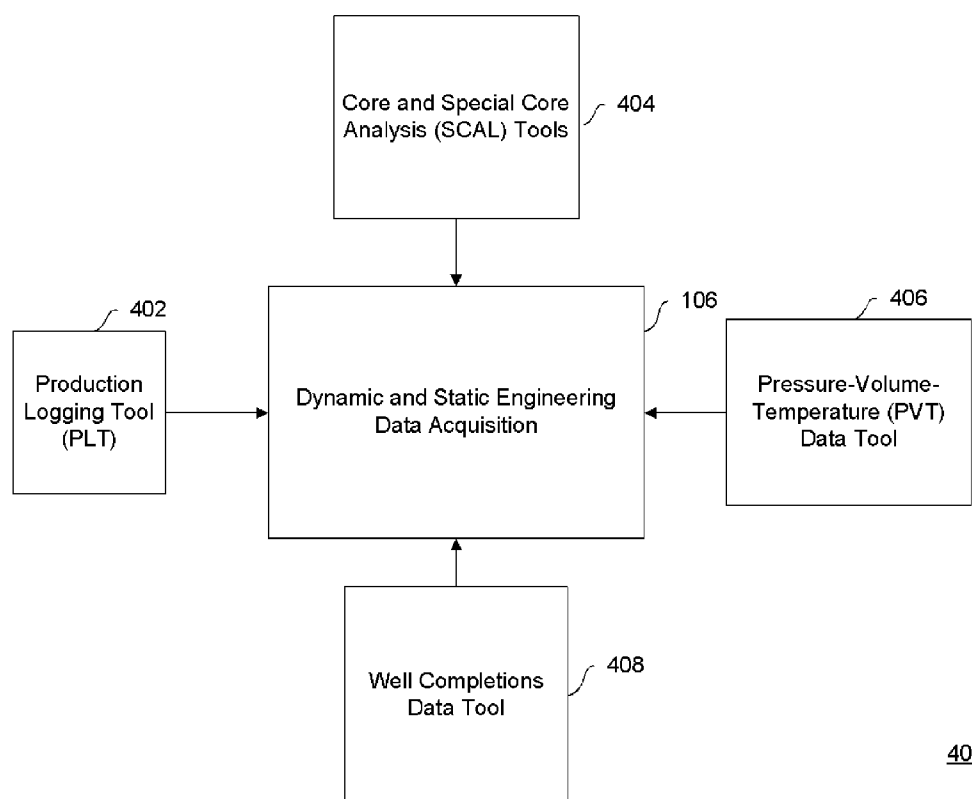 Core and Special Core
Analysis (SCAL) Tools
404
402
106
406
Production
Logging Tool
(PLT)
Dynamic and Static Engineering
Data Acquisition
Pressure-Volume-
Temperature (PVT)
Data Tool
Well Completions
Data Tool
408
40